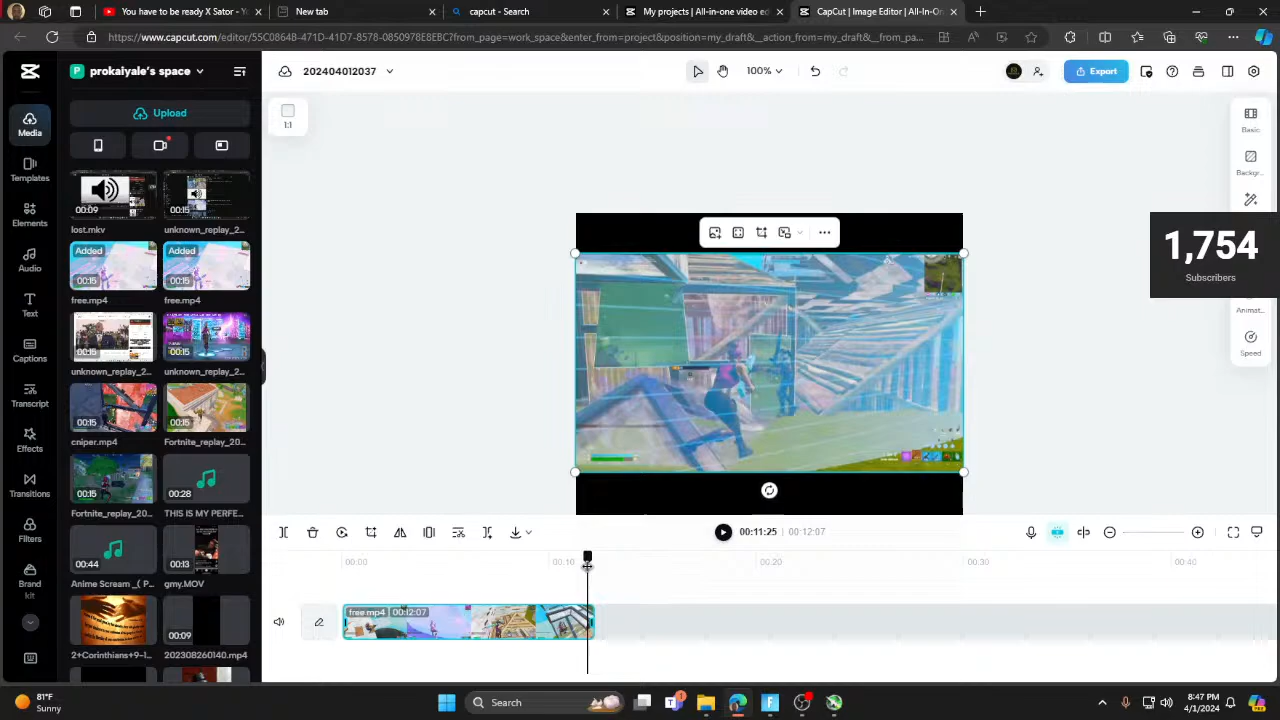 You have to be ready X Sator - Y
New tab
capcut - Search
My projects | All-in-one video ed
CapCut | Image Editor | All-In-On
https://www.capcut.com/editor/55C0864B-471D-41D7-8578-0850978E8EBC?from_page=work_space&enter_from=project&position=my_draft&__action_from=my_draft&__from_pa...
prokaiyale's space
202404012037
100%
Export
Upload
1:1
Media
Templates
Elements
Audio
Text
Captions
Transcript
Effects
Transitions
Filters
Brand
kit
00:09
lost.mkv
00:15
unknown_replay_2...
Added
00:15
free.mp4
Added
00:15
free.mp4
00:15
unknown_replay_2...
00:15
unknown_replay_2...
00:15
cniper.mp4
00:15
Fortnite_replay_20...
00:15
Fortnite_replay_20...
00:28
THIS IS MY PERFE...
00:44
Anime Scream _( P...
00:13
gmy.MOV
2+Corinthians+9-1...
00:09
202308260140.mp4
Basic
Backgr...
1,754
Subscribers
Animat...
Speed
00:11:25 | 00:12:07
00:00
00:10
00:20
00:30
00:40
free.mp4 00:12:07
81°F
Sunny
Search
1
8:47 PM
4/1/2024